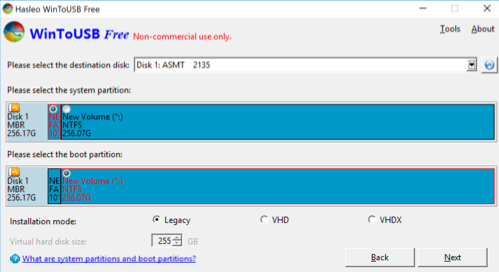 Hasleo WinToUSB Free
WinToUSB Free Non-commercial use only.
Tools About
Please select the destination disk: Disk 1: ASMT 2135
Please select the system partition:
Disk 1 NE New Volume (*:)
MBR FA NTFS
256.17G 101 256.07G
Please select the boot partition:
Disk 1 NE New Volume (*:)
MBR FA NTFS
256.17G 101 256.07G
Installation mode: Legacy VHD VHDX
Virtual hard disk size: 255 GB
What are system partitions and boot partitions?
Back Next